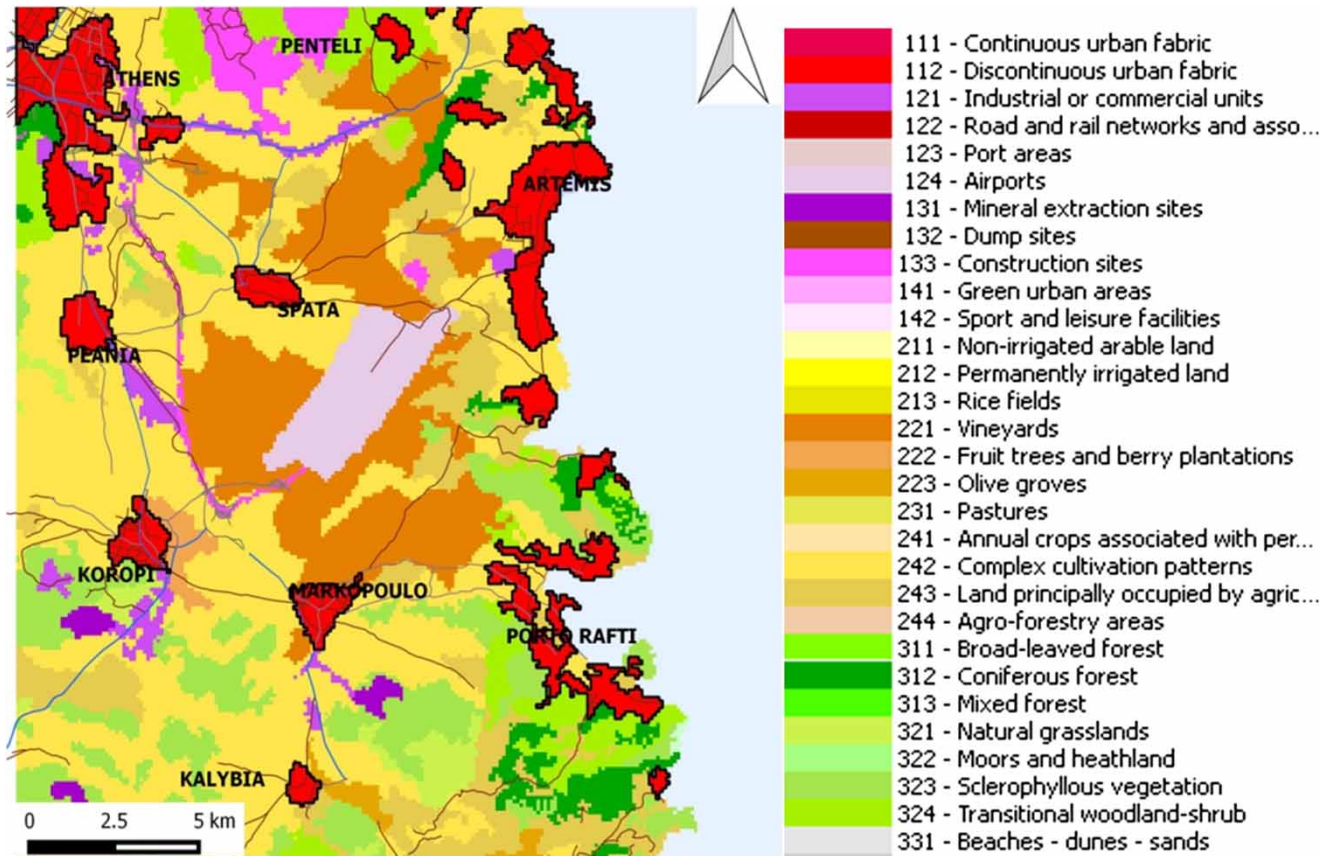 PENTELI
ATHENS
ARTEMIS
SPATA
PLANIA
KOROPI
MARKOPOULO
PORTO RAFTI
KALYBIA
0 2.5 5 km
111 - Continuous urban fabric
112 - Discontinuous urban fabric
121 - Industrial or commercial units
122 - Road and rail networks and asso...
123 - Port areas
124 - Airports
131 - Mineral extraction sites
132 - Dump sites
133 - Construction sites
141 - Green urban areas
142 - Sport and leisure facilities
211 - Non-irrigated arable land
212 - Permanently irrigated land
213 - Rice fields
221 - Vineyards
222 - Fruit trees and berry plantations
223 - Olive groves
231 - Pastures
241 - Annual crops associated with per...
242 - Complex cultivation patterns
243 - Land principally occupied by agric...
244 - Agro-forestry areas
311 - Broad-leaved forest
312 - Coniferous forest
313 - Mixed forest
321 - Natural grasslands
322 - Moors and heathland
323 - Sclerophyllous vegetation
324 - Transitional woodland-shrub
331 - Beaches - dunes - sands